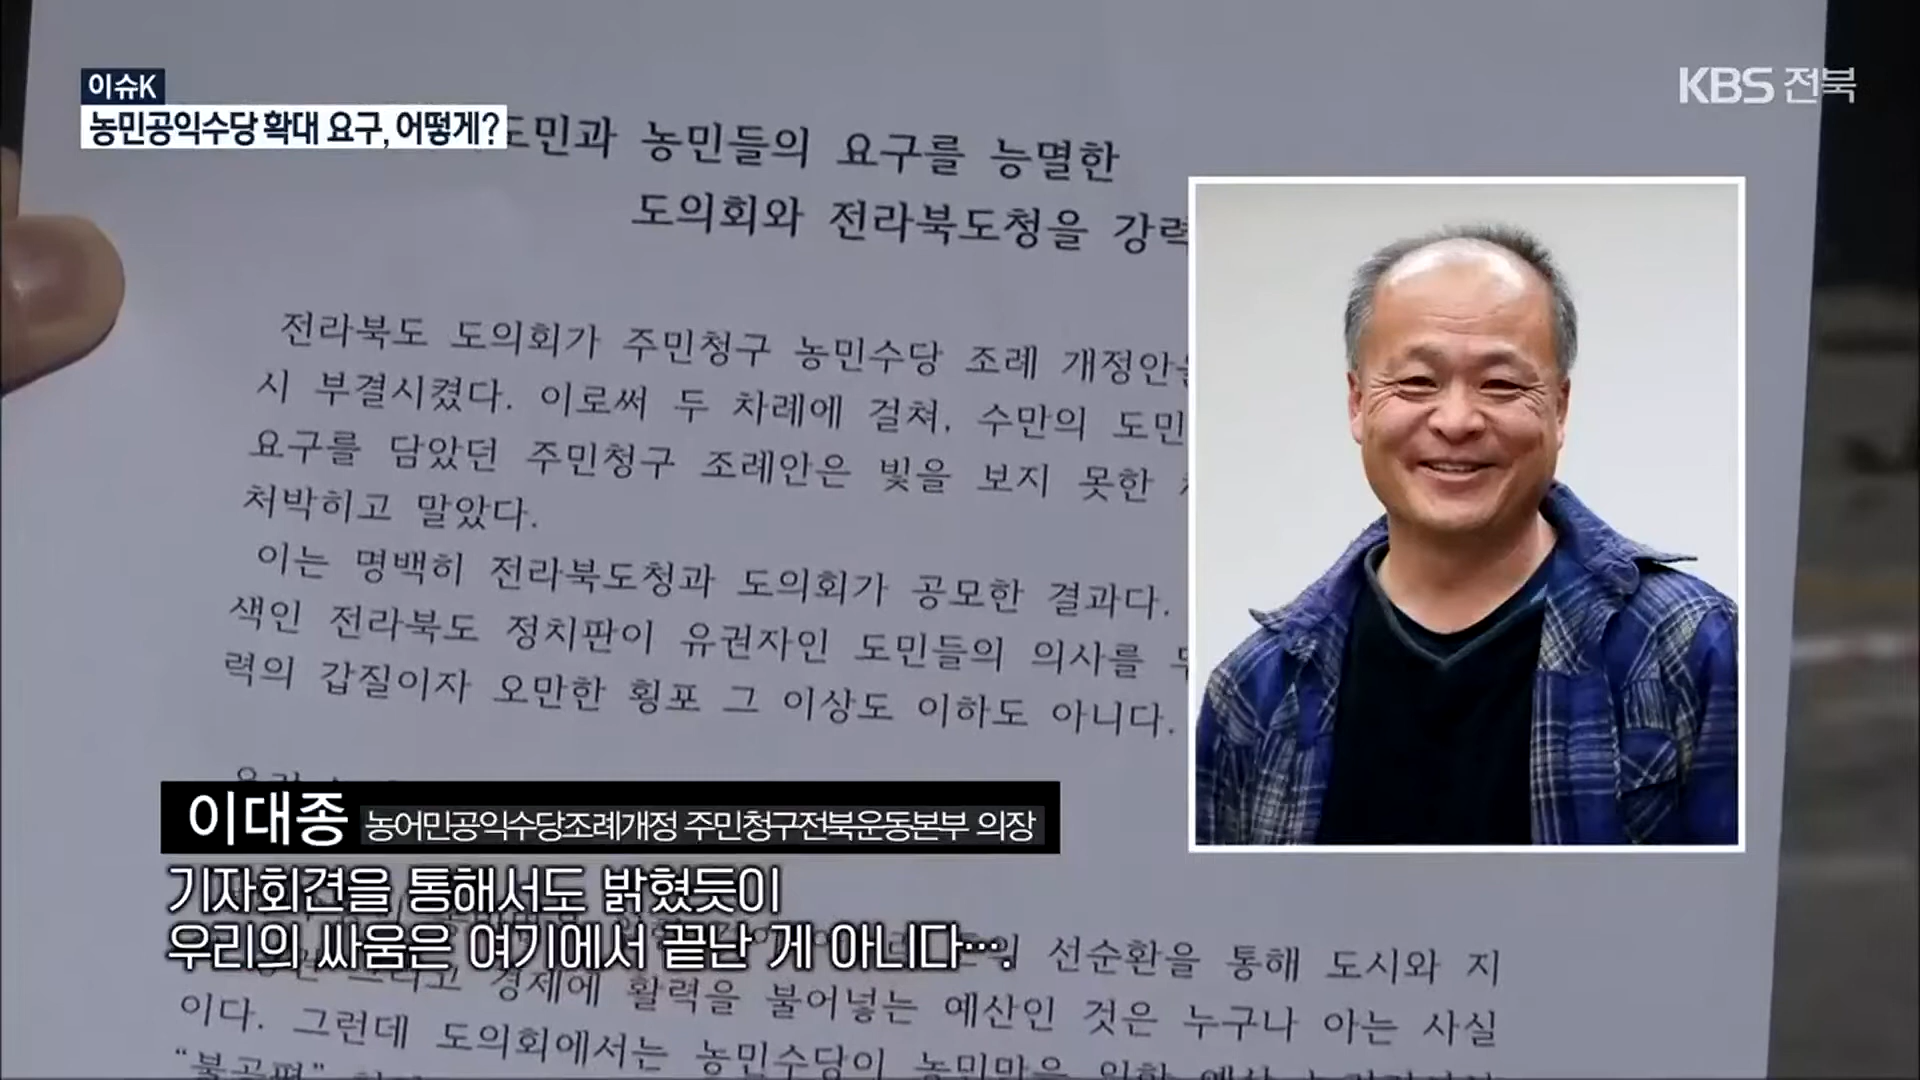 이슈K
농민공익수당 확대 요구, 어떻게?
KBS 전북
도민과 농민들의 요구를 능멸한
도의회와 전라북도청을
전라북도 도의회가 주민청구 농민수당 조례
시 부결시켰다. 이로써 두 차례에 걸쳐, 수만의 도민
요구를 담았던 주민청구 조례안은 빛을 보지 못한
처박히고 말았다.
이는 명백히 전라북도청과 도의회가 공모한 결과다.
색인 전라북도 정치판이 유권자인 도민들의 의사를
력의 갑질이자 오만한 횡포 그 이상도 이하도 아니다.
이대종 농어민공익수당조례개정 주민청구전북운동본부 의장
기자회견을 통해서도 밝혔듯이
우리의 싸움은 여기에서 끝난 게 아니다….
선순환을 통해 도시와 지
경제에 활력을 불어넣는 예산인 것은 누구나 아는 사실
이다. 그런데 도의회에서는 농민수당이 농민만을 위한 예산